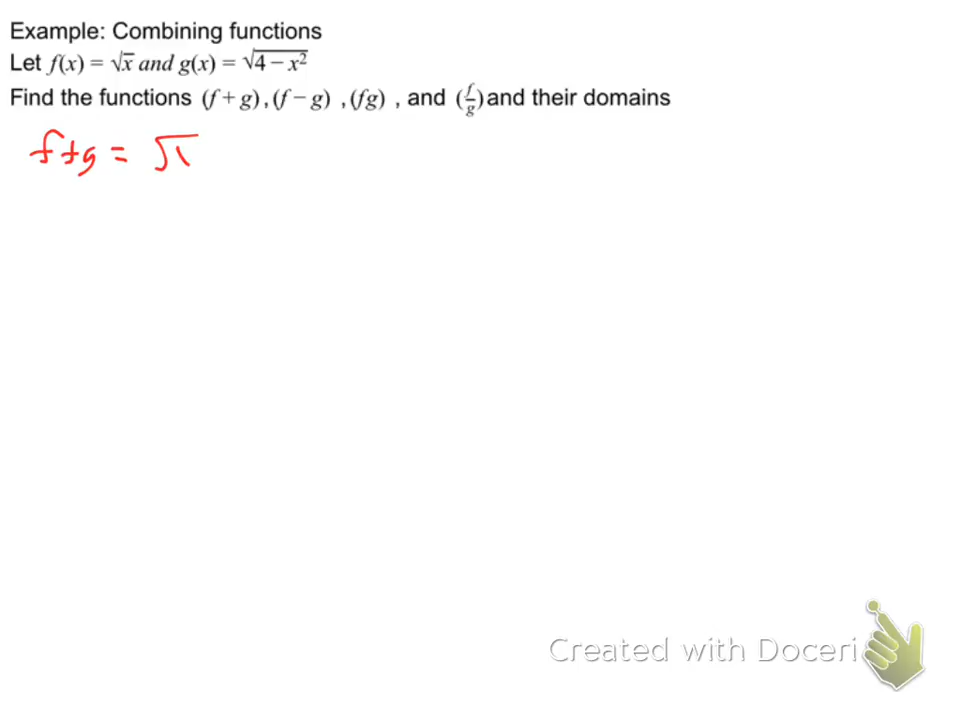 Example: Combining functions
Let f(x) = √x and g(x) = √4 − x²
Find the functions (f + g), (f − g) , (fg) , and (f/g) and their domains
f+g = √
Created with Doceri